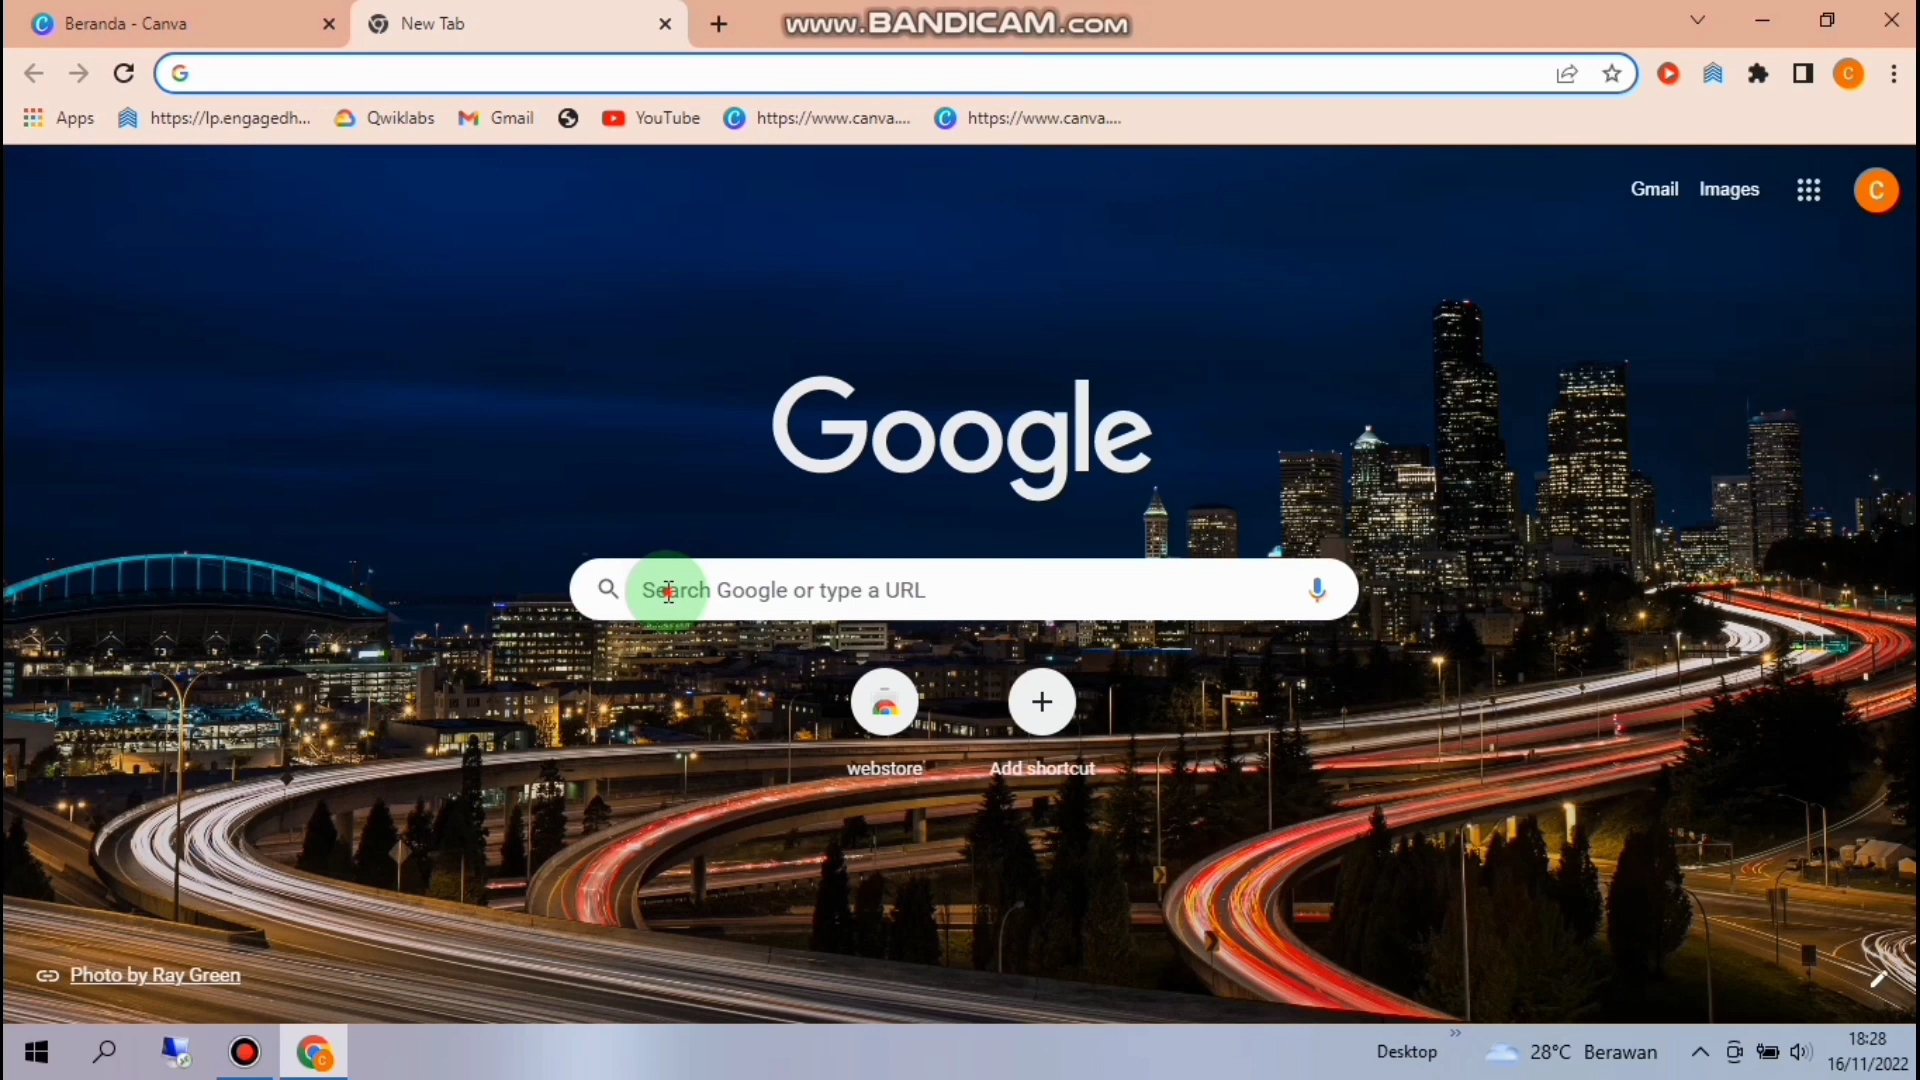 Beranda - Canva
New Tab
www.BANDICAM.com
Apps
https://lp.engagedh...
Qwiklabs
Gmail
YouTube
https://www.canva....
https://www.canva....
C
Gmail
Images
C
Google
Search Google or type a URL
webstore
Add shortcut
Photo by Ray Green
Desktop
28°C Berawan
18:28
16/11/2022